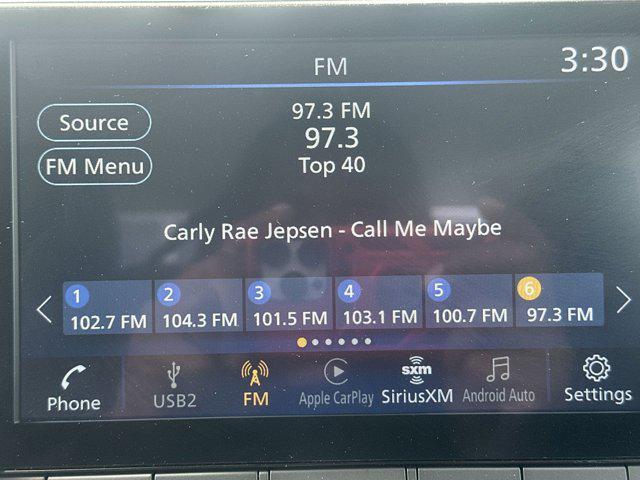 FM
3:30
Source
FM Menu
97.3 FM
97.3
Top 40
Carly Rae Jepsen - Call Me Maybe
1 2 3 4 5 6
102.7 FM 104.3 FM 101.5 FM 103.1 FM 100.7 FM 97.3 FM
sxm
Phone USB2 FM Apple CarPlay SiriusXM Android Auto Settings